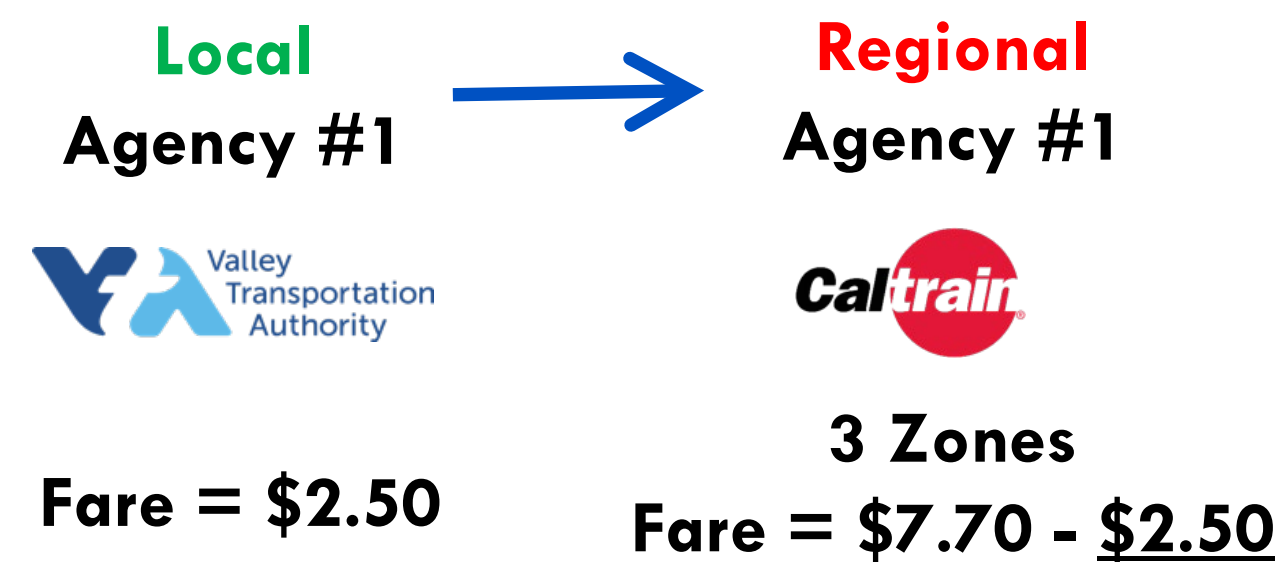 Local
Agency #1
Valley
Transportation
Authority
Fare = $2.50
Regional
Agency #1
Caltrain®
3 Zones
Fare = $7.70 - $2.50